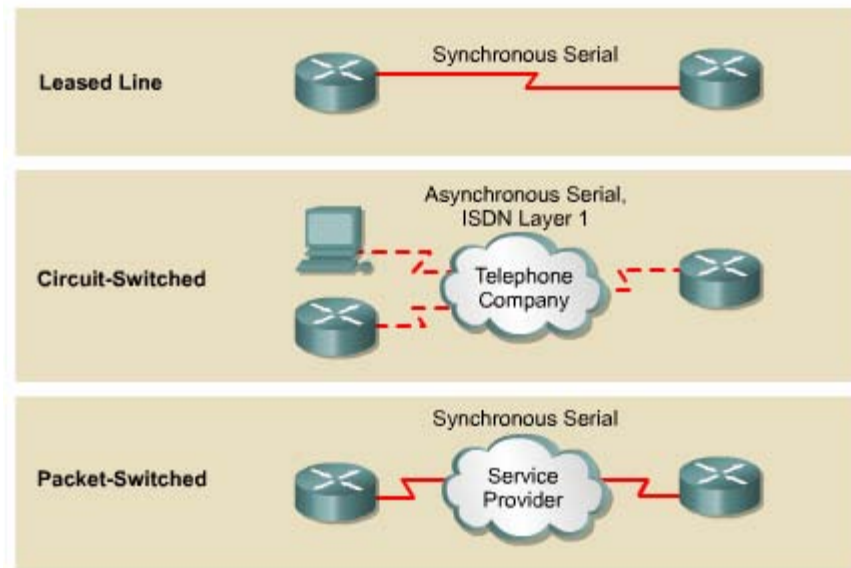 Synchronous Serial
Leased Line
Asynchronous Serial,
ISDN Layer 1
Circuit-Switched
Telephone
Company
Synchronous Serial
Packet-Switched
Service
Provider